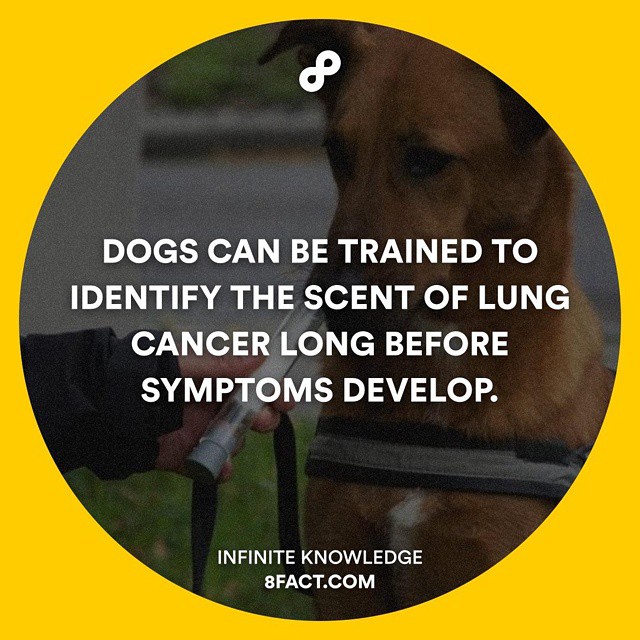 DOGS CAN BE TRAINED TO
IDENTIFY THE SCENT OF LUNG
CANCER LONG BEFORE
SYMPTOMS DEVELOP.
INFINITE KNOWLEDGE
8FACT.COM